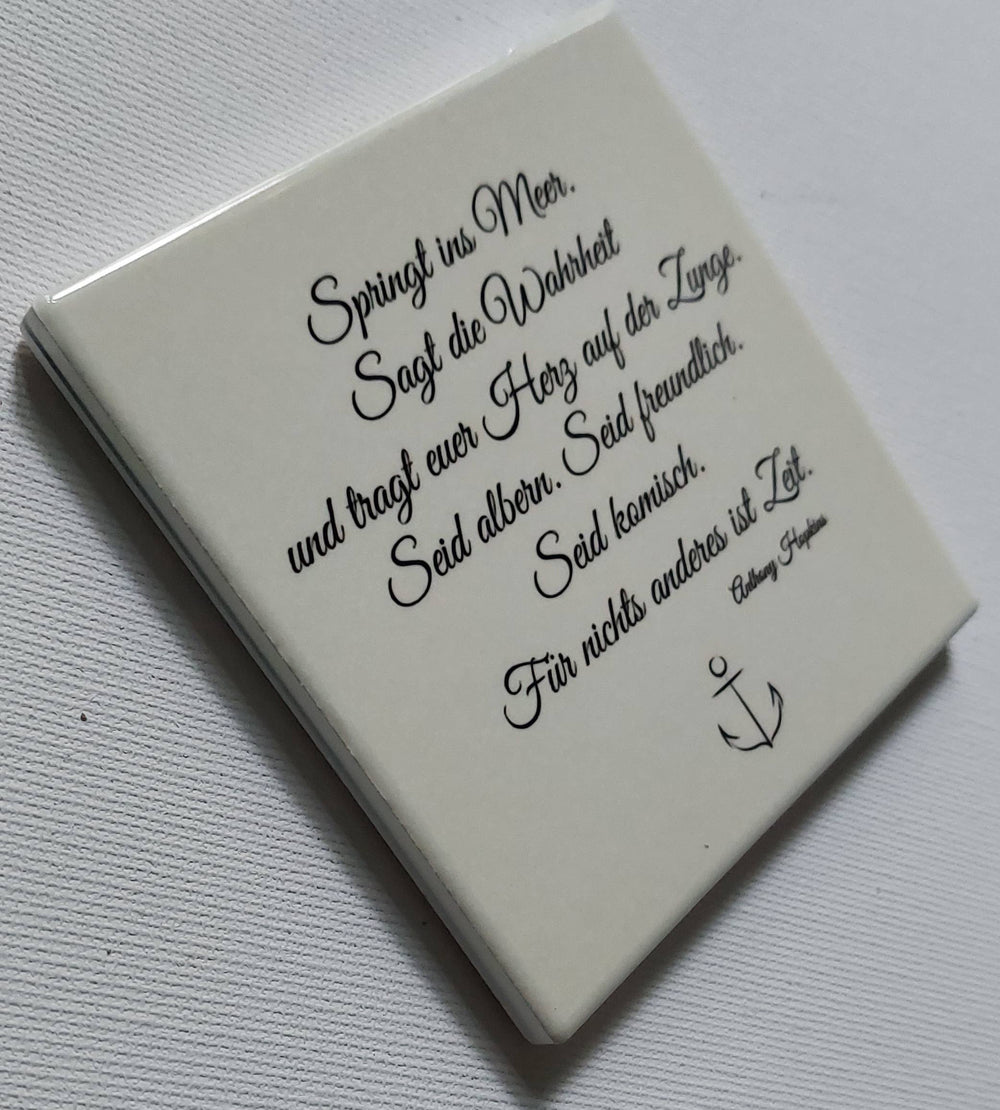 Springt ins Meer.
Sagt die Wahrheit
und tragt euer Herz auf der Zunge.
Seid albern. Seid freundlich.
Seid komisch.
Für nichts anderes ist Zeit.
Anthony Hopkins